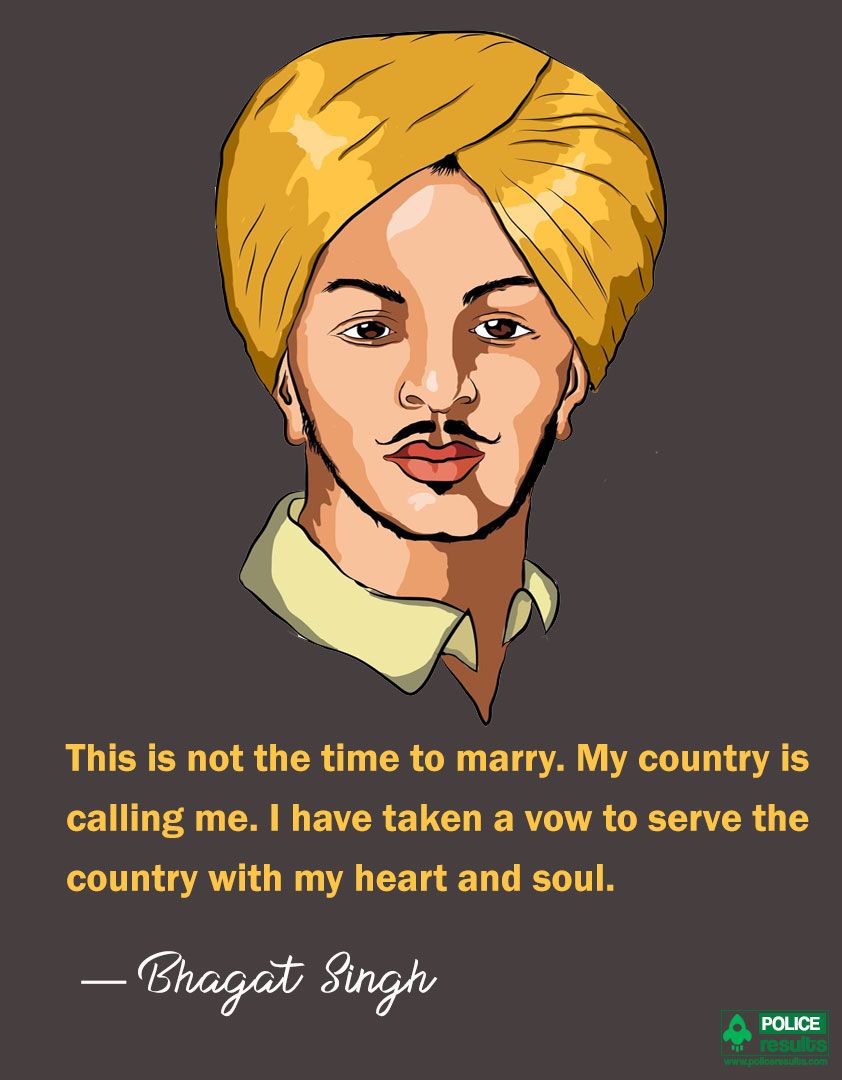 This is not the time to marry. My country is
calling me. I have taken a vow to serve the
country with my heart and soul.
— Bhagat Singh
POLICE
results
www.policeresults.com